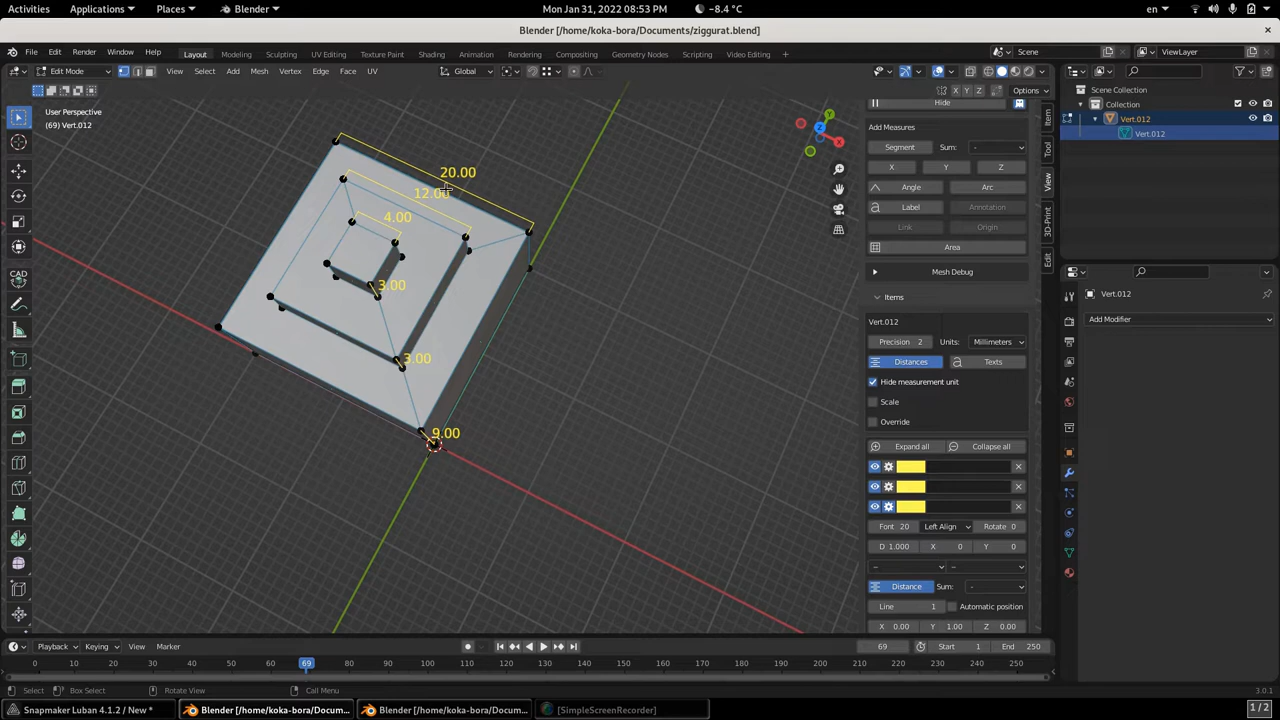 Activities Applications Places Blender Mon Jan 31, 2022 08:53 PM -8.4 °C en
Blender [/home/koka-bora/Documents/ziggurat.blend]
File Edit Render Window Help Layout Modeling Sculpting UV Editing Texture Paint Shading Animation Rendering Compositing Geometry Nodes Scripting Video Editing Scene ViewLayer
Edit Mode View Select Add Mesh Vertex Edge Face UV Global
X Y Z Options Scene Collection
Hide Collection
User Perspective
(69) Vert.012
Vert.012
Vert.012
Add Measures
Segment Sum: -
X Y Z
Angle Arc
Label Annotation
Link Origin
Area
Mesh Debug
Items
Vert.012
Precision 2 Units: Millimeters
Distances Texts
Hide measurement unit
Scale
Override
Expand all Collapse all
Font 20 Left Align Rotate 0
D 1.000 X 0 Y 0
Distance Sum: -
Line 1 Automatic position
X 0.00 Y 1.00 Z 0.00
Item
Tool
View
3D-Print
Edit
Vert.012
Add Modifier
CAD
20.00
12.00
4.00
3.00
3.00
9.00
X
Y
Z
Playback Keying View Marker 69 Start 1 End 250
0 10 20 30 40 50 60 69 80 90 100 110 120 130 140 150 160 170 180 190 200 210 220 230 240 250
Select Box Select Rotate View Call Menu 3.0.1
Snapmaker Luban 4.1.2 / New * Blender [/home/koka-bora/Docum... Blender [/home/koka-bora/Docum... [SimpleScreenRecorder] 1/2